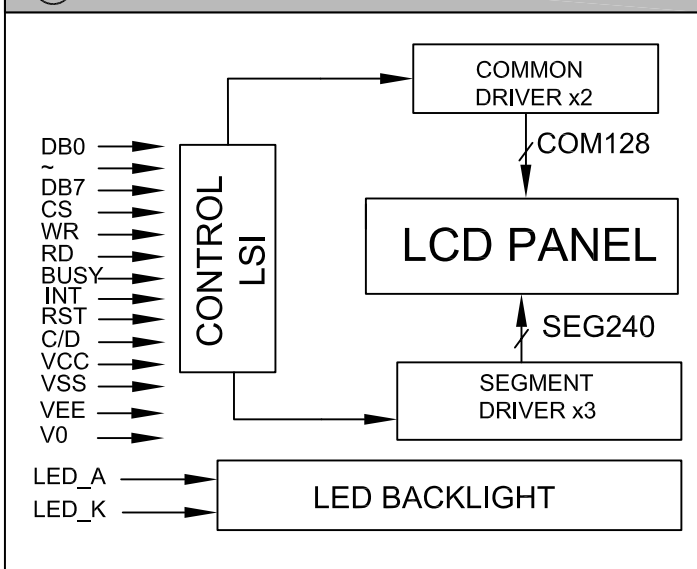 COMMON
DRIVER x2
COM128
LCD PANEL
SEG240
SEGMENT
DRIVER x3
CONTROL
LSI
DB0
~
DB7
CS
WR
RD
BUSY
INT
RST
C/D
VCC
VSS
VEE
V0
LED_A
LED_K
LED BACKLIGHT